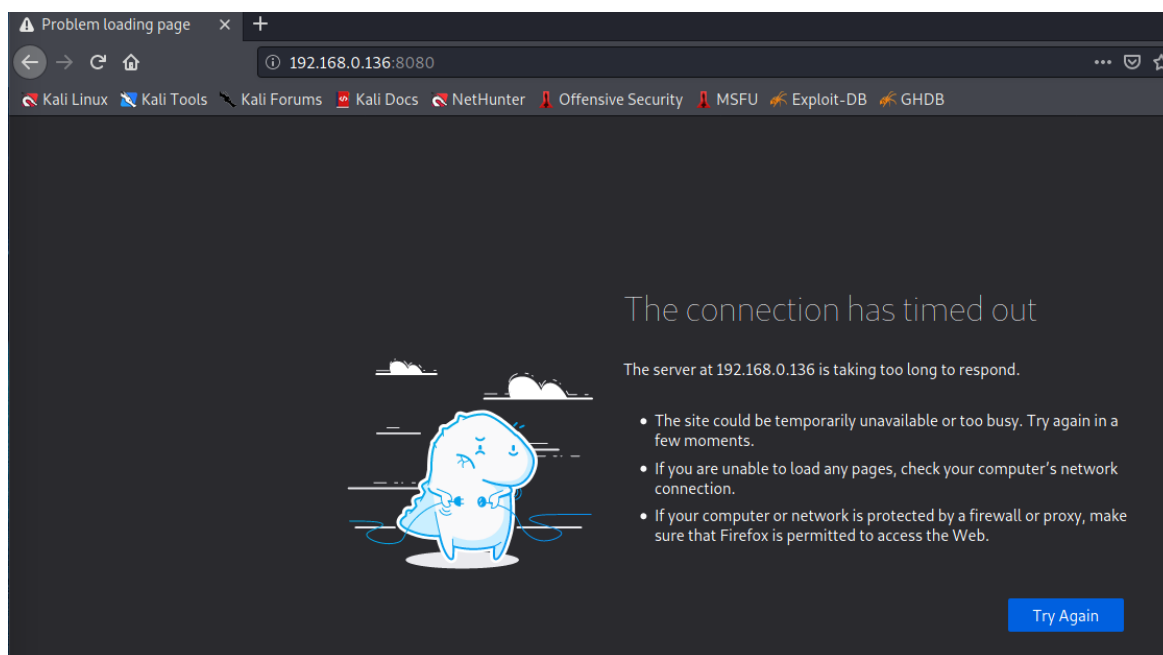 Problem loading page
192.168.0.136:8080
Kali Linux Kali Tools Kali Forums Kali Docs NetHunter Offensive Security MSFU Exploit-DB GHDB
The connection has timed out
The server at 192.168.0.136 is taking too long to respond.
• The site could be temporarily unavailable or too busy. Try again in a
few moments.
• If you are unable to load any pages, check your computer’s network
connection.
• If your computer or network is protected by a firewall or proxy, make
sure that Firefox is permitted to access the Web.
Try Again